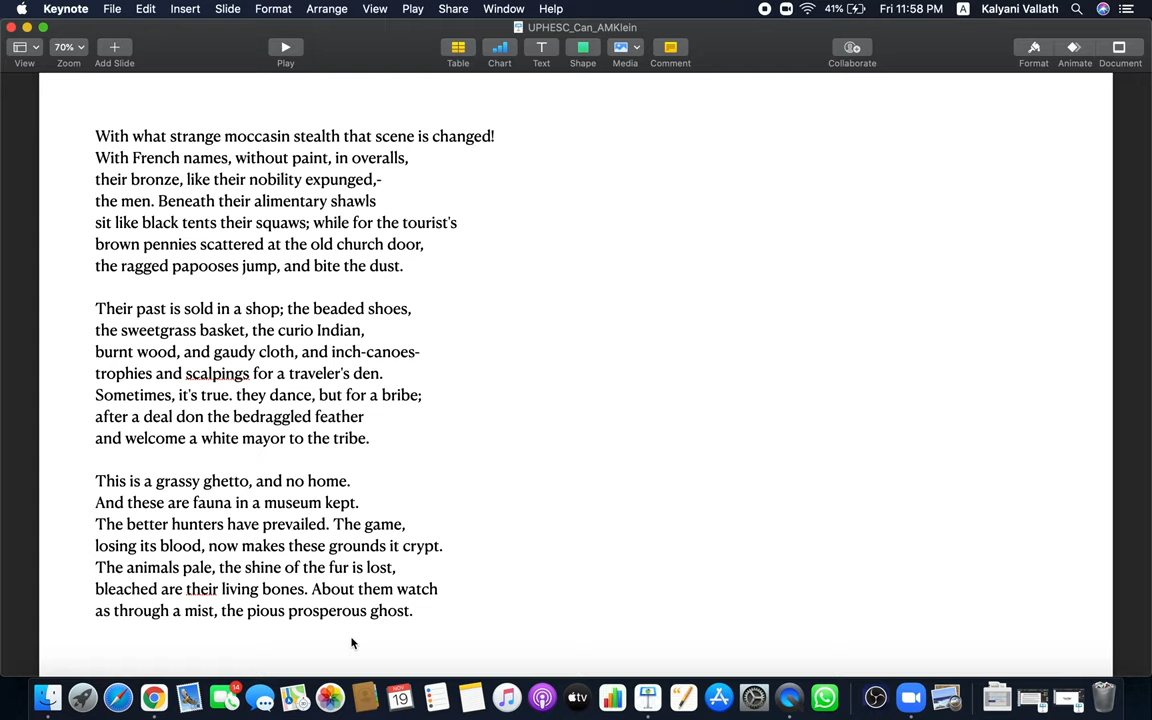 Keynote File Edit Insert Slide Format Arrange View Play Share Window Help 41% Fri 11:58 PM A Kalyani Vallath
UPHESC_Can_AMKlein
70%
View Zoom Add Slide Play Table Chart Text Shape Media Comment Collaborate Format Animate Document
With what strange moccasin stealth that scene is changed!
With French names, without paint, in overalls,
their bronze, like their nobility expunged,-
the men. Beneath their alimentary shawls
sit like black tents their squaws; while for the tourist's
brown pennies scattered at the old church door,
the ragged papooses jump, and bite the dust.
Their past is sold in a shop; the beaded shoes,
the sweetgrass basket, the curio Indian,
burnt wood, and gaudy cloth, and inch-canoes-
trophies and scalpings for a traveler's den.
Sometimes, it's true. they dance, but for a bribe;
after a deal don the bedraggled feather
and welcome a white mayor to the tribe.
This is a grassy ghetto, and no home.
And these are fauna in a museum kept.
The better hunters have prevailed. The game,
losing its blood, now makes these grounds it crypt.
The animals pale, the shine of the fur is lost,
bleached are their living bones. About them watch
as through a mist, the pious prosperous ghost.
14
NOV
19
tv